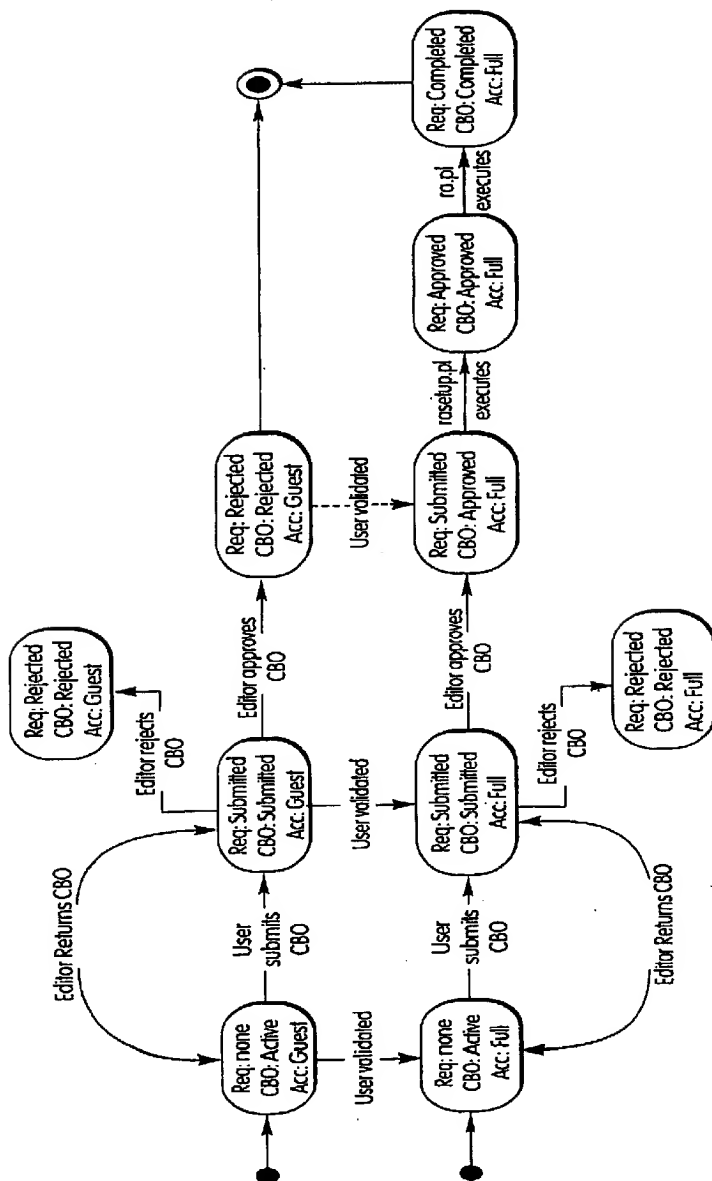 Editor Returns CBO
Req: none
CBO: Active
Acc: Guest
User
submits
CBO
Req: Submitted
CBO: Submitted
Acc: Guest
Editor rejects
CBO
Req: Rejected
CBO: Rejected
Acc: Guest
Editor approves
CBO
Req: Rejected
CBO: Rejected
Acc: Guest
User validated
User validated
User validated
Req: none
CBO: Active
Acc: Full
User
submits
CBO
Req: Submitted
CBO: Submitted
Acc: Full
Editor approves
CBO
Req: Submitted
CBO: Approved
Acc: Full
rasetup.pl
executes
Req: Approved
CBO: Approved
Acc: Full
ra.pl
executes
Req: Completed
CBO: Completed
Acc: Full
Editor rejects
CBO
Req: Rejected
CBO: Rejected
Acc: Full
Editor Returns CBO